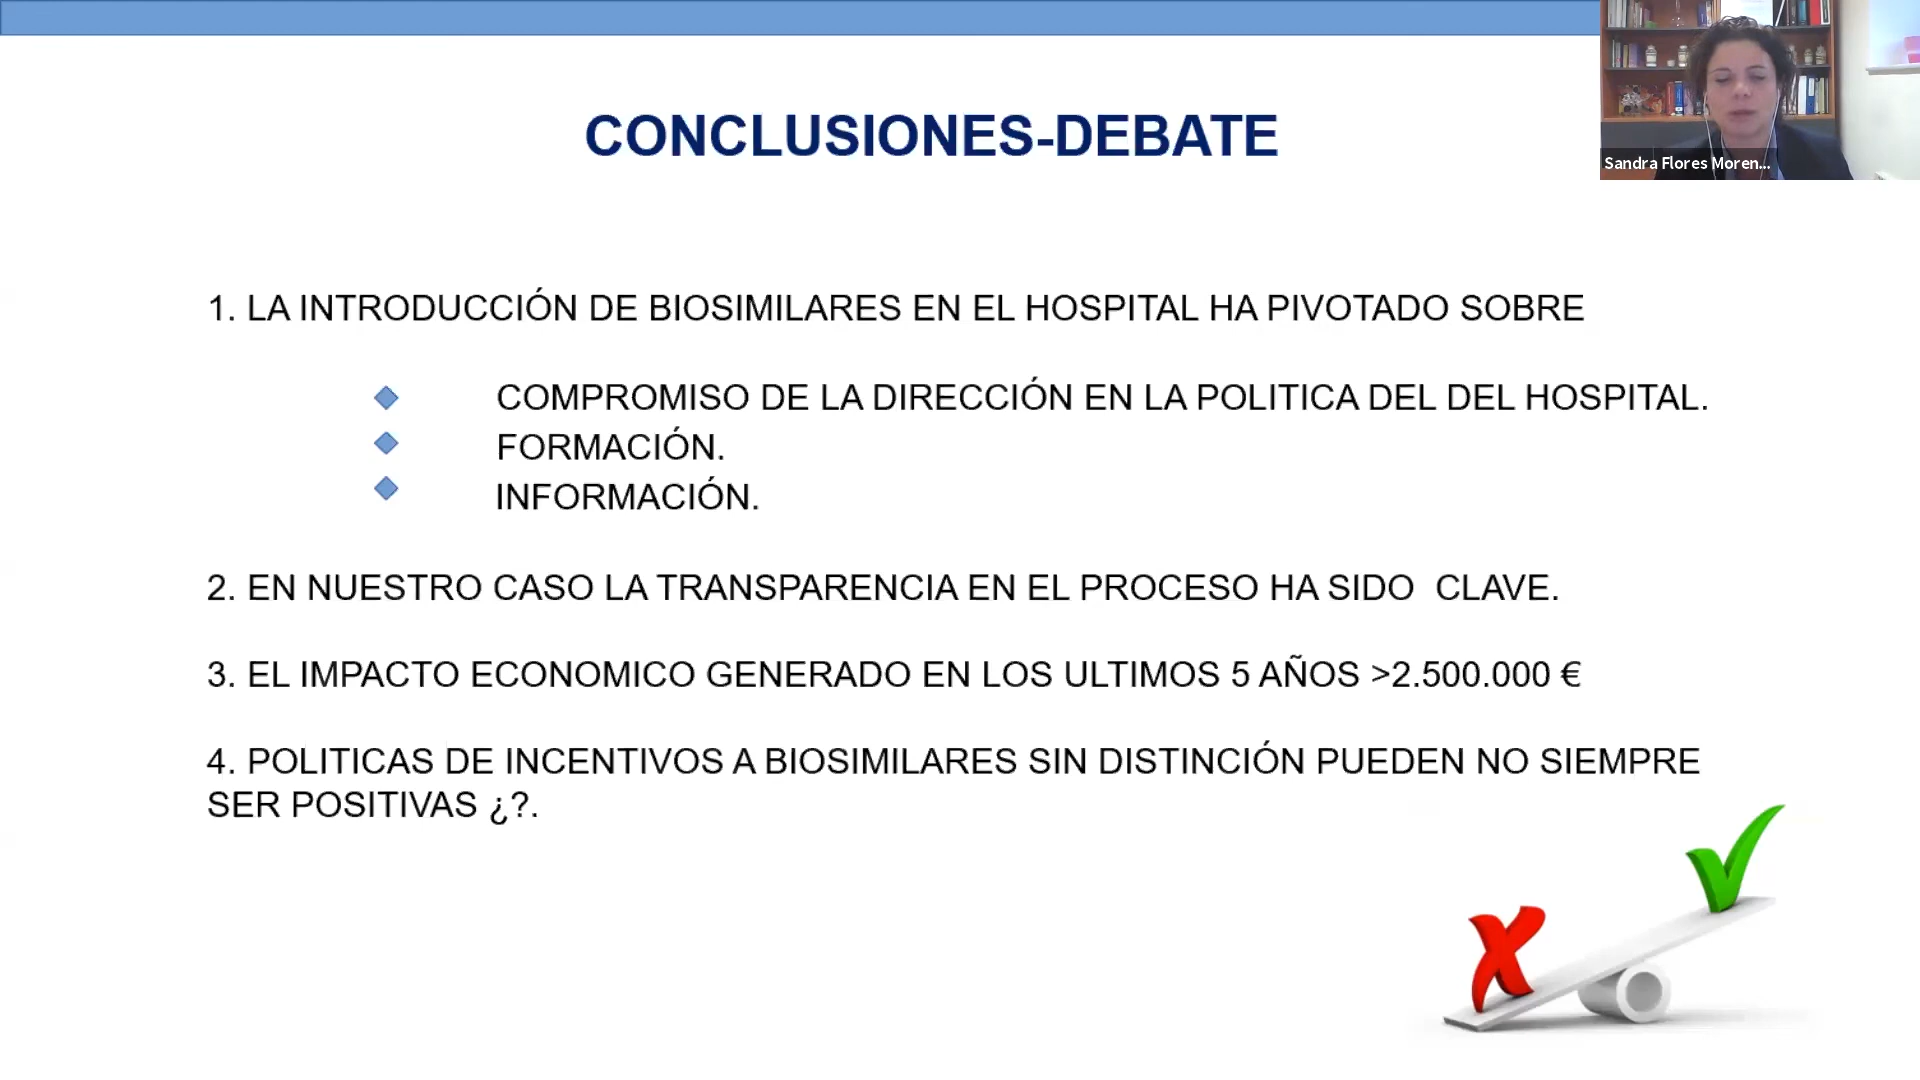 CONCLUSIONES-DEBATE
Sandra Flores Moren...
1. LA INTRODUCCIÓN DE BIOSIMILARES EN EL HOSPITAL HA PIVOTADO SOBRE
COMPROMISO DE LA DIRECCIÓN EN LA POLITICA DEL DEL HOSPITAL.
FORMACIÓN.
INFORMACIÓN.
2. EN NUESTRO CASO LA TRANSPARENCIA EN EL PROCESO HA SIDO  CLAVE.
3. EL IMPACTO ECONOMICO GENERADO EN LOS ULTIMOS 5 AÑOS >2.500.000 €
4. POLITICAS DE INCENTIVOS A BIOSIMILARES SIN DISTINCIÓN PUEDEN NO SIEMPRE
SER POSITIVAS ¿?.